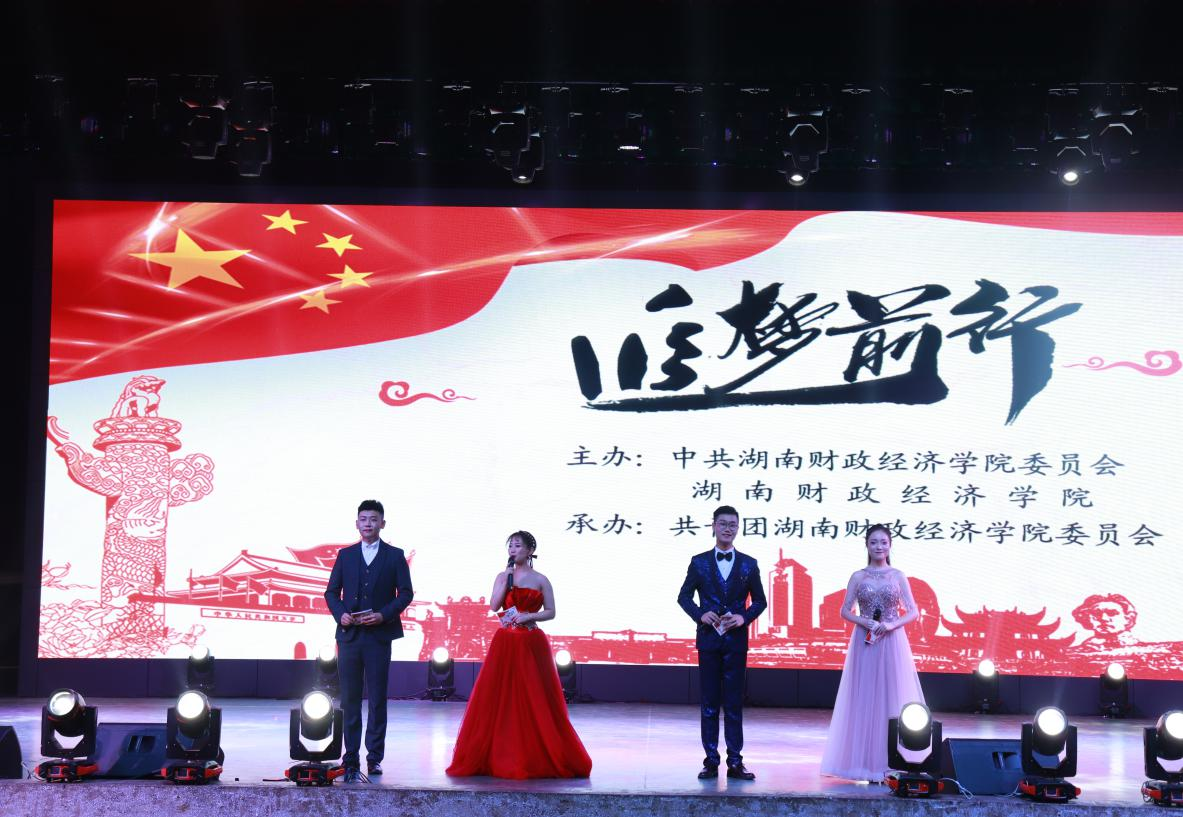 追梦前行
主办：中共湖南财政经济学院委员会
湖南财政经济学院
承办：共青团湖南财政经济学院委员会